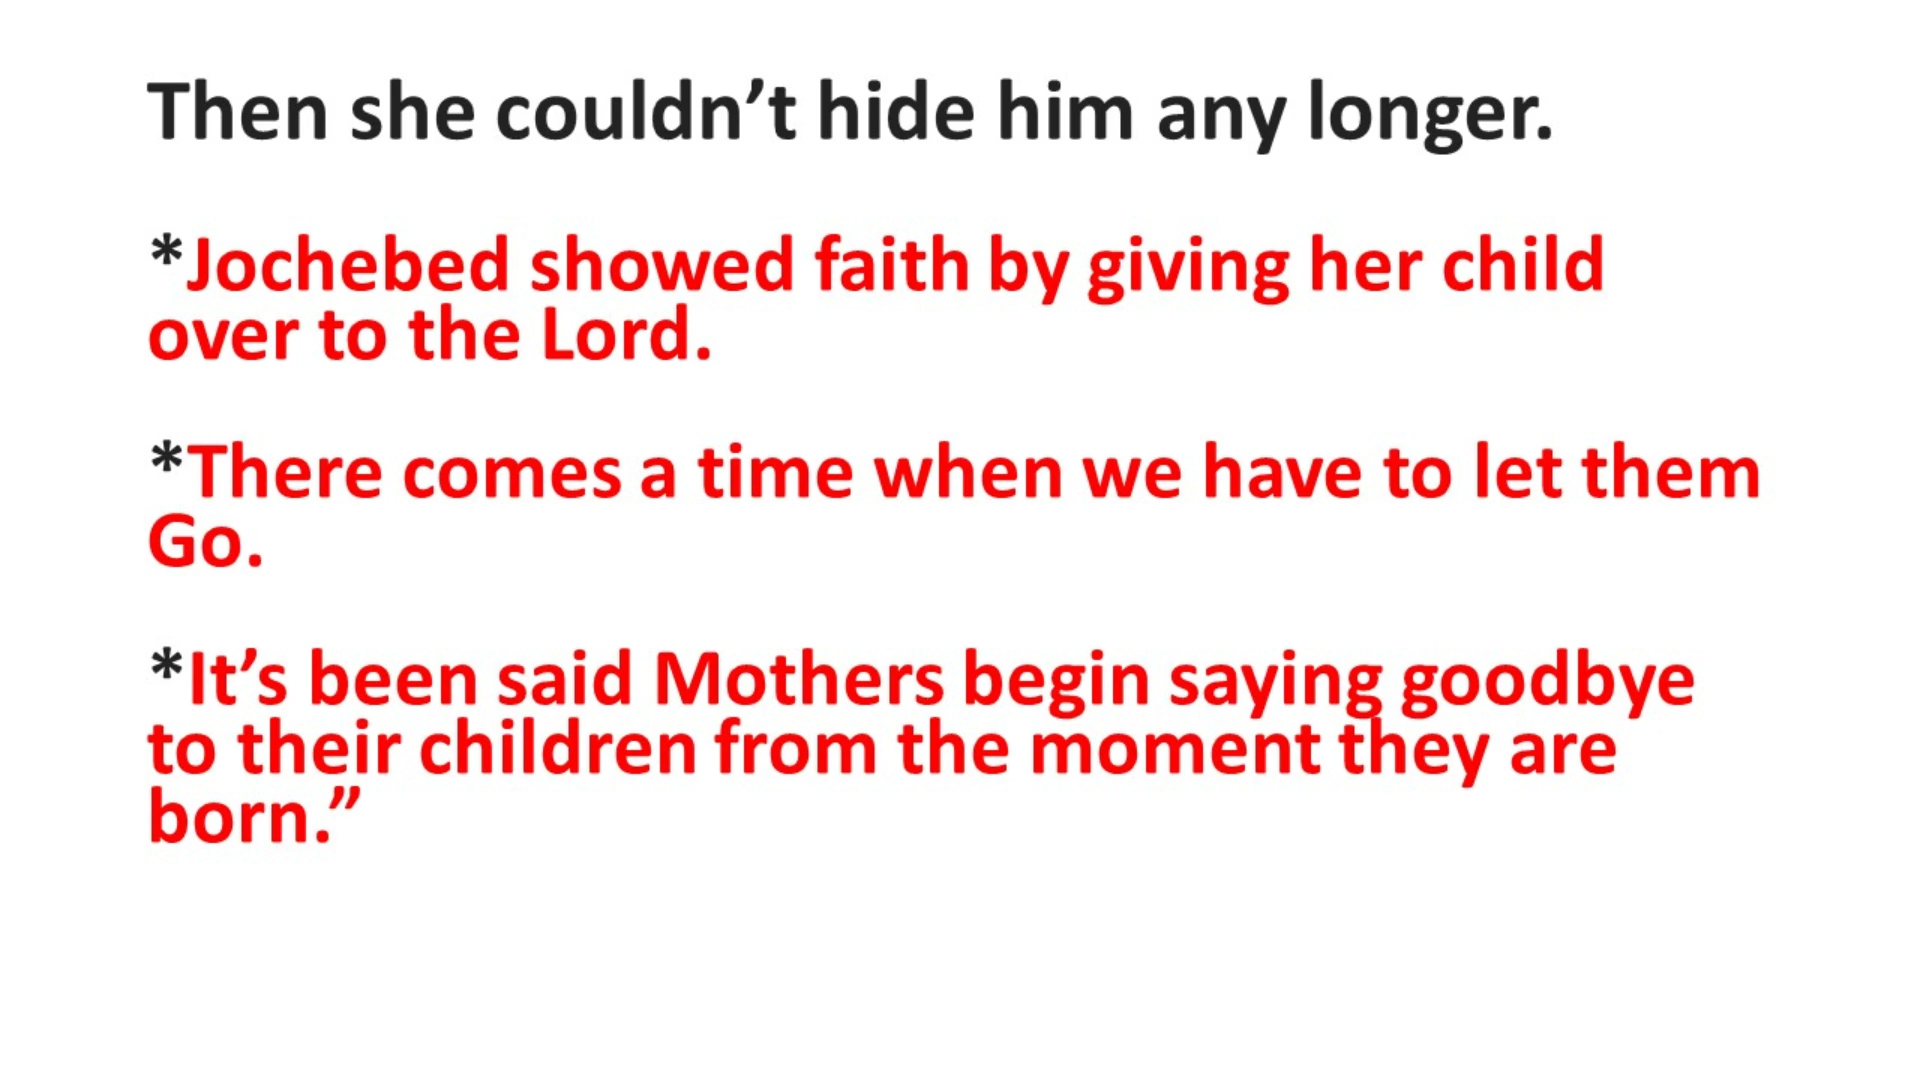 Then she couldn’t hide him any longer.
*Jochebed showed faith by giving her child
over to the Lord.
*There comes a time when we have to let them
Go.
*It’s been said Mothers begin saying goodbye
to their children from the moment they are
born.”